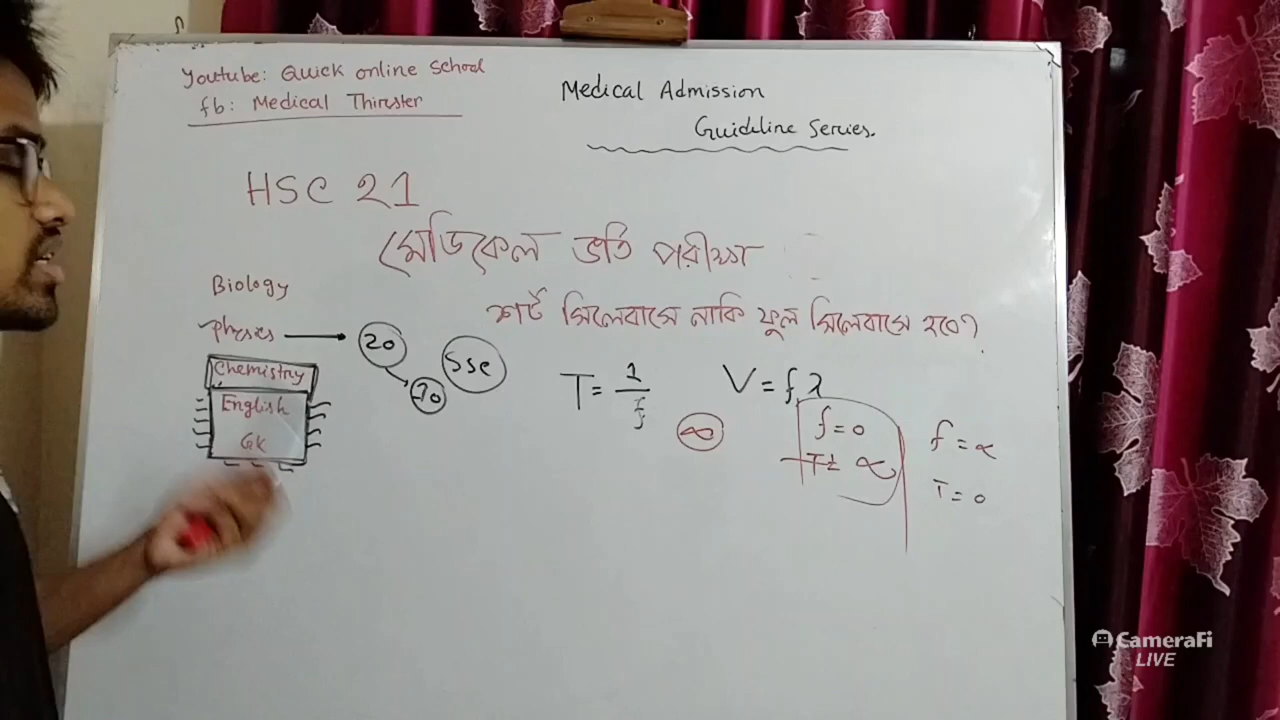 Youtube: Quick online School
fb: Medical Thirster
Medical Admission
Guideline Series.
HSC 21
মেডিকেল ভর্তি পরীক্ষা
শর্ট সিলেবাসে নাকি ফুল সিলেবাসে হবে?
Biology
Physics → 20
10
SSC
Chemistry
English
GK
T = 1/f
V = fλ
∞
f = 0
T = ∝
f = ∝
T = 0
CameraFi
LIVE